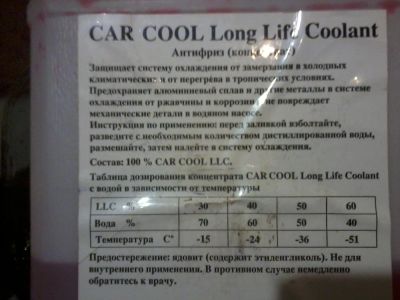 CAR COOL Long Life Coolant
Антифриз (концентрат)
Защищает систему охлаждения от замерзания в холодных
климатических и от перегрева в тропических условиях.
Предохраняет алюминиевый сплав и другие металлы в системе
охлаждения от ржавчины и коррозии, не повреждает
механические детали в водяном насосе.
Инструкция по применению: перед заливкой взболтайте,
разведите с необходимым количеством дистиллированной воды,
размешайте, затем налейте в систему охлаждения.
Состав: 100 % CAR COOL LLC.
Таблица дозирования концентрата CAR COOL Long Life Coolant
с водой в зависимости от температуры
LLC % 30 40 50 60
Вода % 70 60 50 40
Температура С° -15 -24 -36 -51
Предостережение: ядовит (содержит этиленгликоль). Не для
внутреннего применения. В противном случае немедленно
обратитесь к врачу.